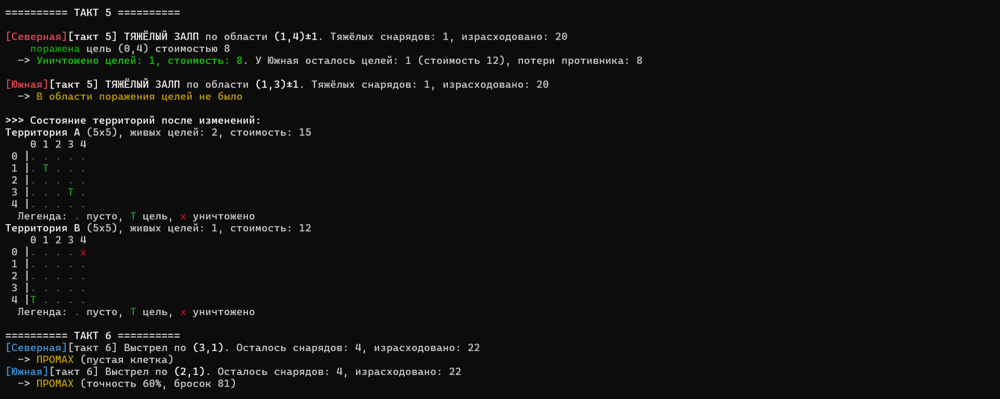 ========== ТАКТ 5 ==========
[Северная][такт 5] ТЯЖЁЛЫЙ ЗАЛП по области (1,4)±1. Тяжёлых снарядов: 1, израсходовано: 20
    поражена цель (0,4) стоимостью 8
  -> Уничтожено целей: 1, стоимость: 8. У Южная осталось целей: 1 (стоимость 12), потери противника: 8
[Южная][такт 5] ТЯЖЁЛЫЙ ЗАЛП по области (1,3)±1. Тяжёлых снарядов: 1, израсходовано: 20
  -> В области поражения целей не было
>>> Состояние территорий после изменений:
Территория A (5x5), живых целей: 2, стоимость: 15
    0 1 2 3 4
 0 |. . . . .
 1 |. T . . .
 2 |. . . . .
 3 |. . . T .
 4 |. . . . .
  Легенда: . пусто, T цель, x уничтожено
Территория B (5x5), живых целей: 1, стоимость: 12
    0 1 2 3 4
 0 |. . . . x
 1 |. . . . .
 2 |. . . . .
 3 |. . . . .
 4 |T . . . .
  Легенда: . пусто, T цель, x уничтожено
========== ТАКТ 6 ==========
[Северная][такт 6] Выстрел по (3,1). Осталось снарядов: 4, израсходовано: 22
  -> ПРОМАХ (пустая клетка)
[Южная][такт 6] Выстрел по (2,1). Осталось снарядов: 4, израсходовано: 22
  -> ПРОМАХ (точность 60%, бросок 81)